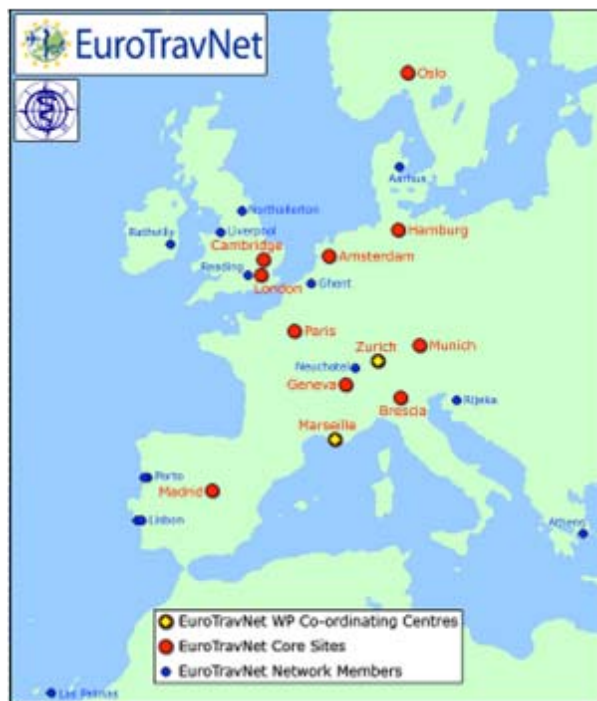 EuroTravNet
Oslo
Aarhus
Northallerton
Hamburg
Liverpool
Rathvilly
Cambridge
Amsterdam
Reading
Ghent
London
Paris
Zurich
Munich
Neuchatel
Geneva
Brescia
Rijeka
Marseille
Porto
Madrid
Lisbon
Athens
EuroTravNet WP Co-ordinating Centres
EuroTravNet Core Sites
EuroTravNet Network Members
Las Palmas